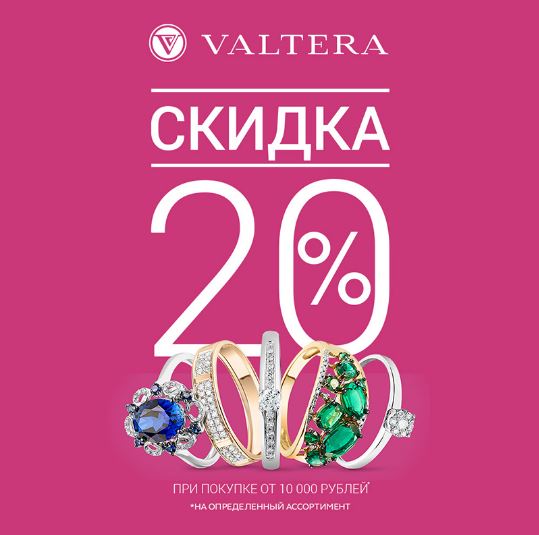 VALTERA
СКИДКА
20%
ПРИ ПОКУПКЕ ОТ 10 000 РУБЛЕЙ*
*НА ОПРЕДЕЛЕННЫЙ АССОРТИМЕНТ